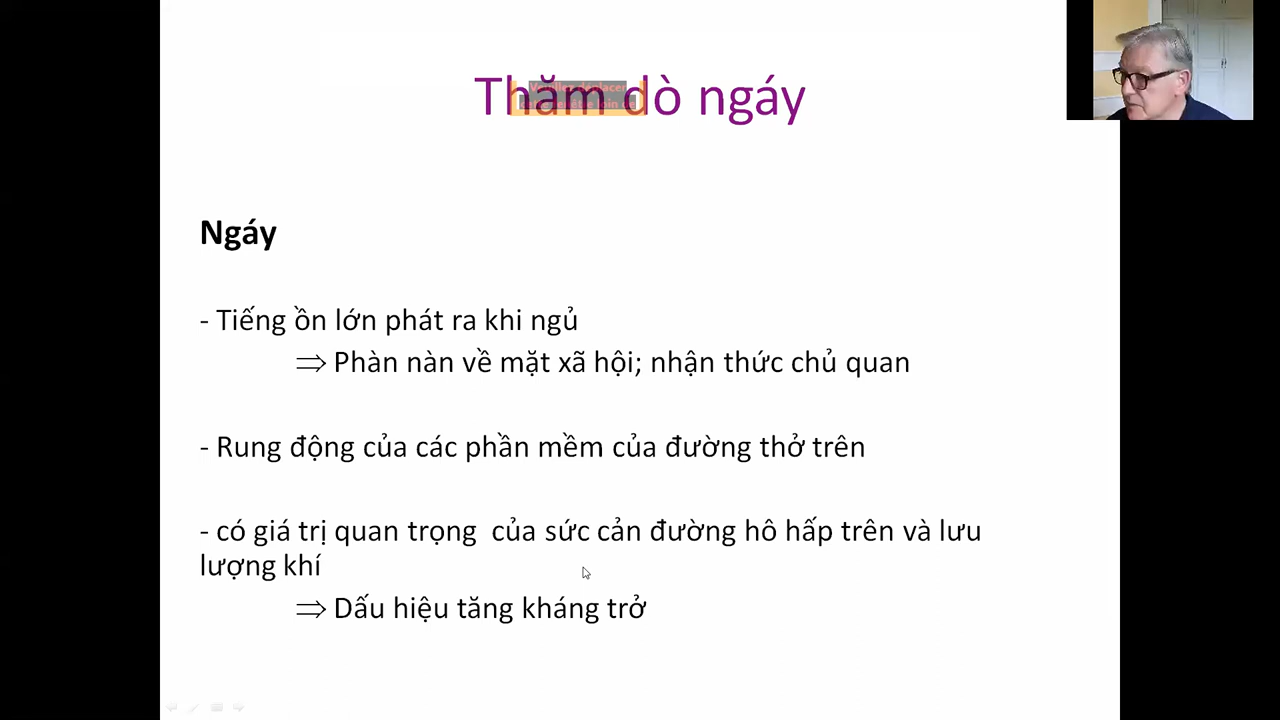 Thăm dò ngáy
Ngáy
- Tiếng ồn lớn phát ra khi ngủ
⇒ Phàn nàn về mặt xã hội; nhận thức chủ quan
- Rung động của các phần mềm của đường thở trên
- có giá trị quan trọng của sức cản đường hô hấp trên và lưu
lượng khí
⇒ Dấu hiệu tăng kháng trở